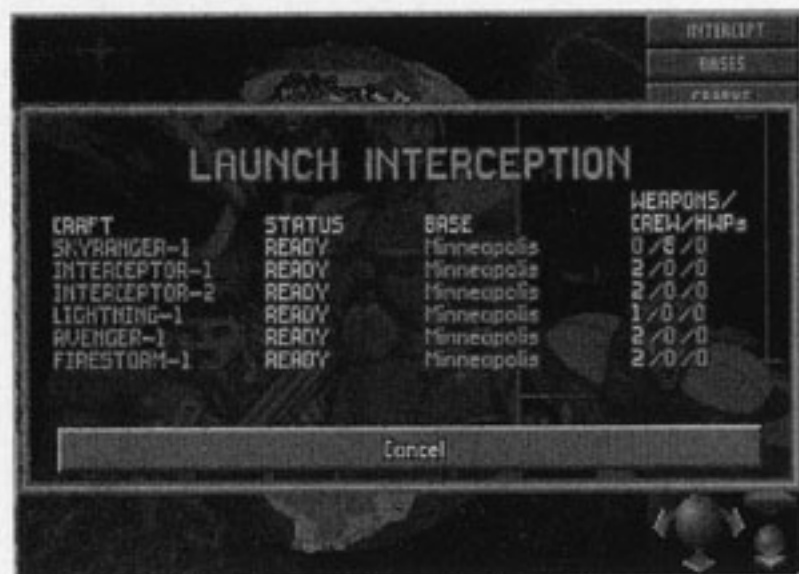 INTERCEPT
BASES
LAUNCH INTERCEPTION
WEAPONS/
CRAFT STATUS BASE CREW/HWPs
SKYRANGER-1 READY Minneapolis 0/8/0
INTERCEPTOR-1 READY Minneapolis 2/0/0
INTERCEPTOR-2 READY Minneapolis 2/0/0
LIGHTNING-1 READY Minneapolis 1/0/0
AVENGER-1 READY Minneapolis 2/0/0
FIRESTORM-1 READY Minneapolis 2/0/0
Cancel